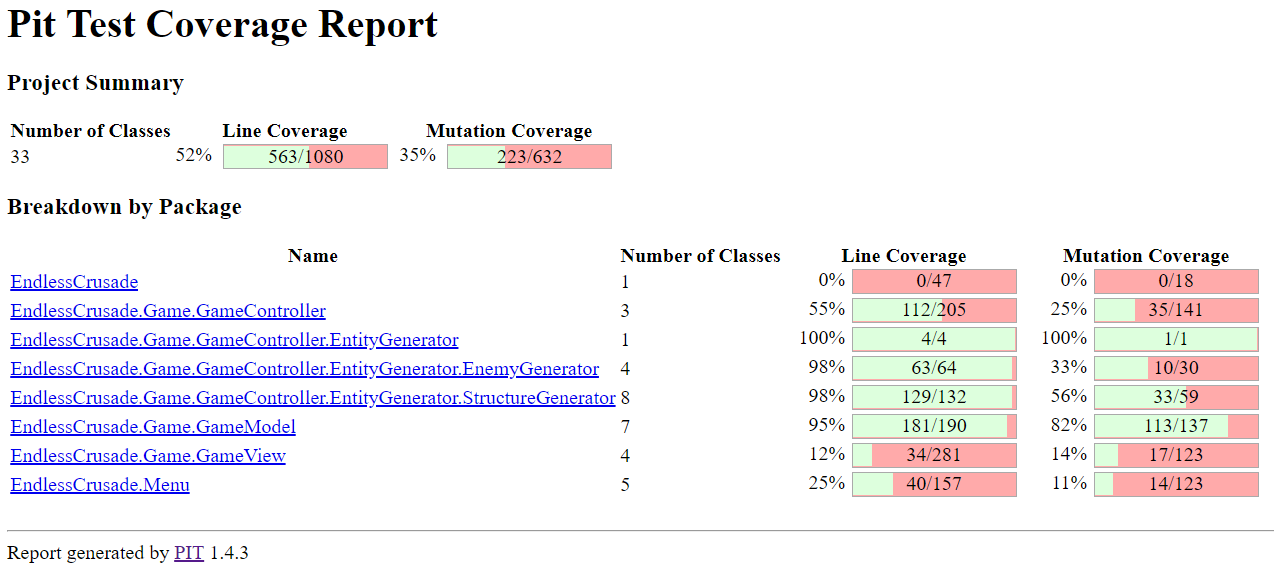 Pit Test Coverage Report
Project Summary
Number of Classes Line Coverage Mutation Coverage
33 52% 563/1080 35% 223/632
Breakdown by Package
Name Number of Classes Line Coverage Mutation Coverage
EndlessCrusade 1 0% 0/47 0% 0/18
EndlessCrusade.Game.GameController 3 55% 112/205 25% 35/141
EndlessCrusade.Game.GameController.EntityGenerator 1 100% 4/4 100% 1/1
EndlessCrusade.Game.GameController.EntityGenerator.EnemyGenerator 4 98% 63/64 33% 10/30
EndlessCrusade.Game.GameController.EntityGenerator.StructureGenerator 8 98% 129/132 56% 33/59
EndlessCrusade.Game.GameModel 7 95% 181/190 82% 113/137
EndlessCrusade.Game.GameView 4 12% 34/281 14% 17/123
EndlessCrusade.Menu 5 25% 40/157 11% 14/123
Report generated by PIT 1.4.3